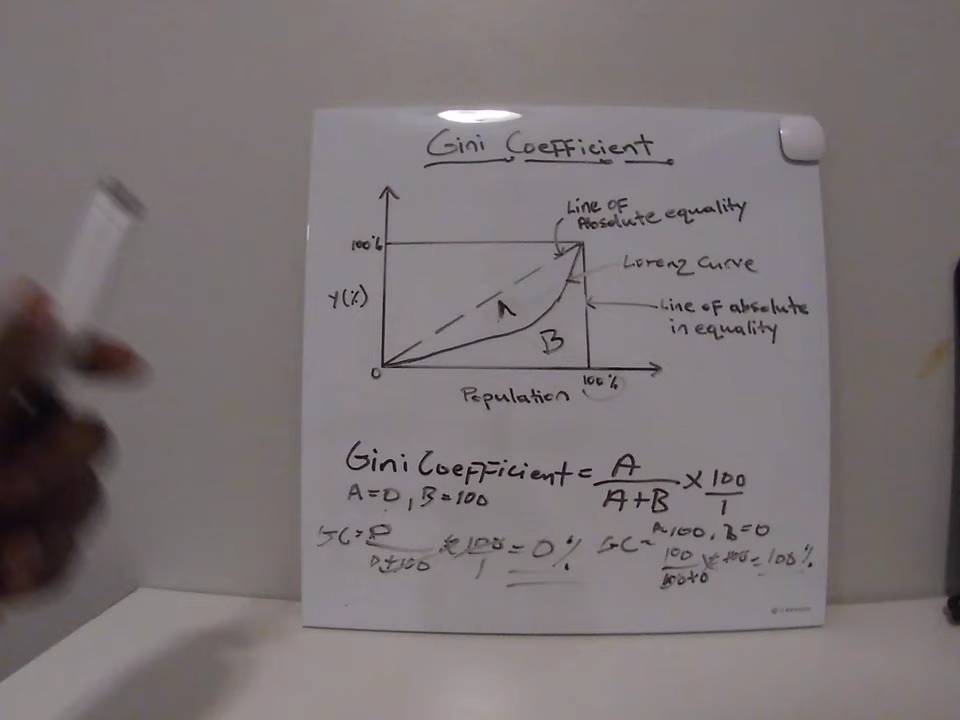 Gini Coefficient
Line of
Absolute equality
100%
Lorenz Curve
Y(%)
A
Line of absolute
in equality
B
0
100%
Population
Gini Coefficient = A/A+B × 100/1
A=0, B=100
A=100, B=0
GC= 0/0+100 × 100/1 = 0%
GC= 100/100+0 × 100 = 100%